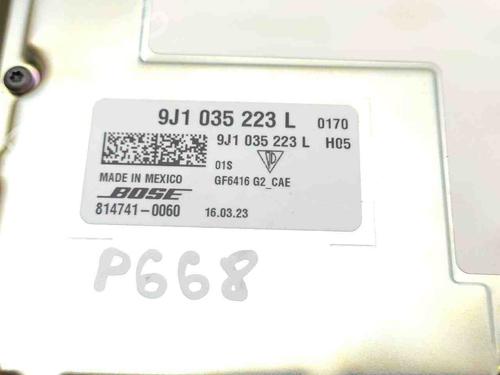 9J1 035 223 L 0170
9J1 035 223 L H05
01S
MADE IN MEXICO GF6416 G2_CAE
BOSE
814741-0060 16.03.23
P668